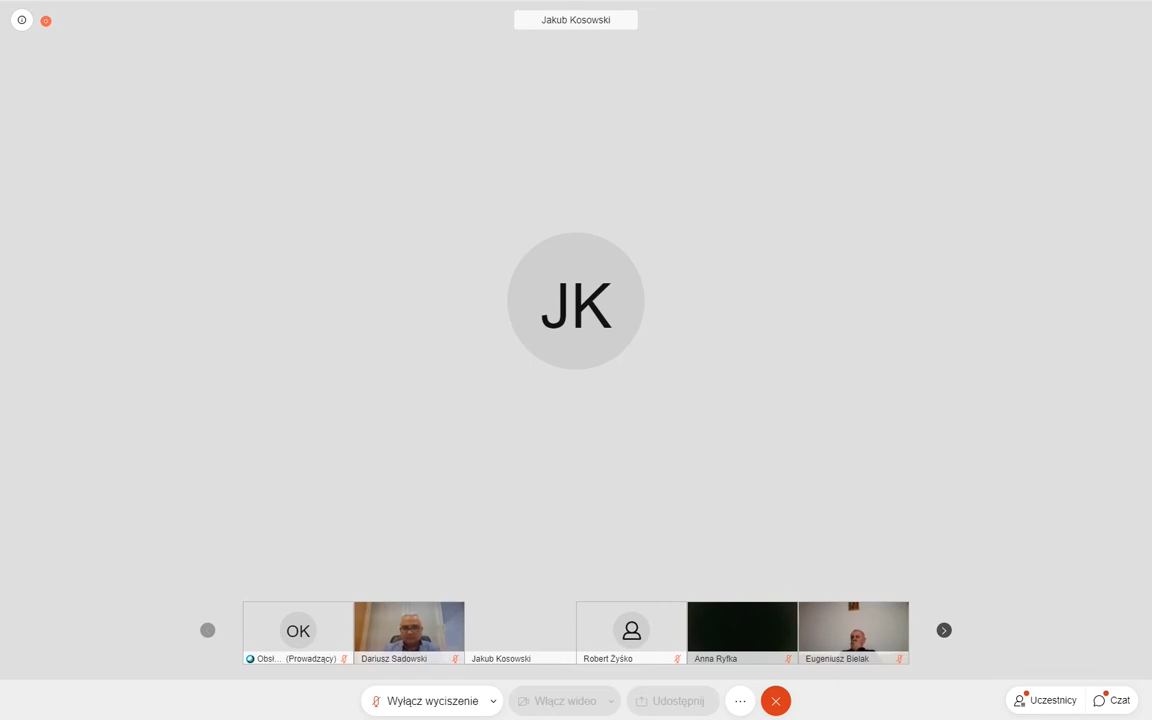 Jakub Kosowski
JK
OK
Obsł... (Prowadzący)
Dariusz Sadowski
Jakub Kosowski
Robert Żyśko
Anna Ryfka
Eugeniusz Bielak
Wyłącz wyciszenie
Włącz wideo
Udostępnij
Uczestnicy
Czat